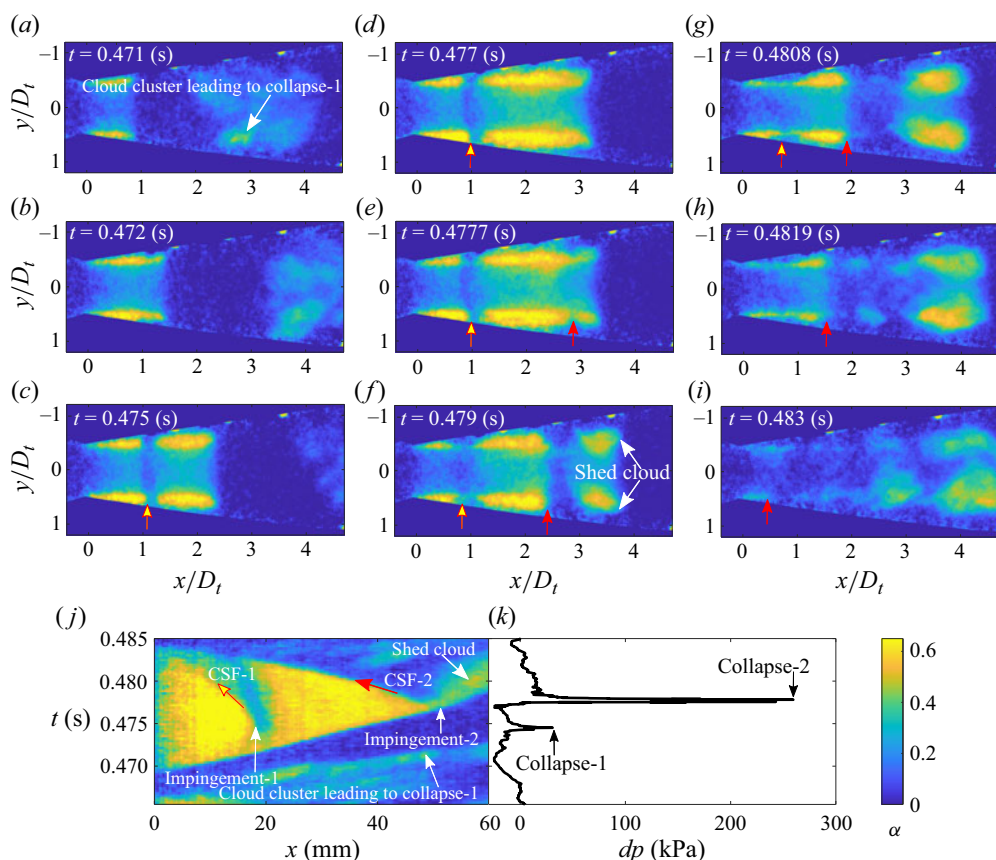 (a)
(d)
(g)
–1
0
1
y/D_t
t = 0.471 (s)
Cloud cluster leading to collapse-1
t = 0.477 (s)
t = 0.4808 (s)
0 1 2 3 4
0 1 2 3 4
0 1 2 3 4
(b)
(e)
(h)
–1
0
1
y/D_t
t = 0.472 (s)
t = 0.4777 (s)
t = 0.4819 (s)
0 1 2 3 4
0 1 2 3 4
0 1 2 3 4
(c)
(f)
(i)
–1
0
1
y/D_t
t = 0.475 (s)
t = 0.479 (s)
Shed cloud
t = 0.483 (s)
0 1 2 3 4
0 1 2 3 4
0 1 2 3 4
x/D_t
x/D_t
x/D_t
(j)
(k)
0.485
0.480
0.475
0.470
t (s)
Shed cloud
CSF-1
CSF-2
Impingement-2
Impingement-1
Cloud cluster leading to collapse-1
0 20 40 60
x (mm)
Collapse-2
Collapse-1
0 100 200 300
dp (kPa)
0.6
0.4
0.2
0
α